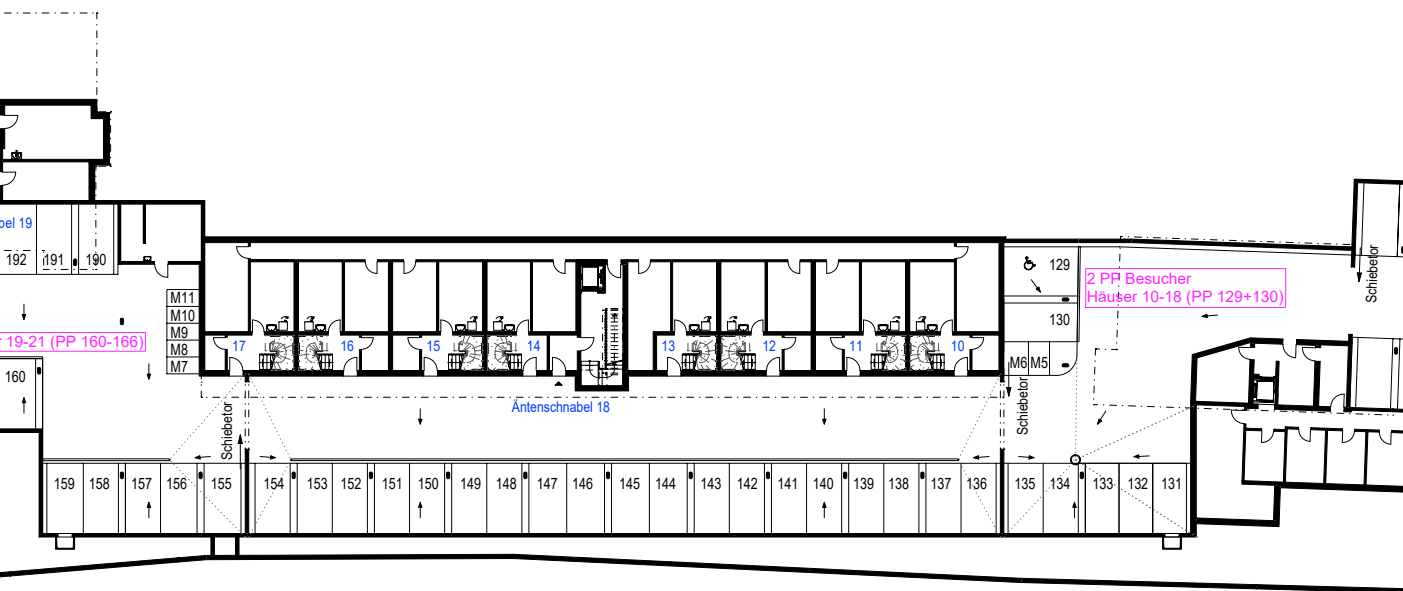 bel 19
192 191 190
M11
M10
M9
M8
M7
19-21 (PP 160-166)
160
17 16 15 14 13 12 11 10
Äntenschnabel 18
Schiebetor
Schiebetor
Schiebetor
129
130
M6 M5
2 PP Besucher
Häuser 10-18 (PP 129+130)
159 158 157 156 155 154 153 152 151 150 149 148 147 146 145 144 143 142 141 140 139 138 137 136 135 134 133 132 131